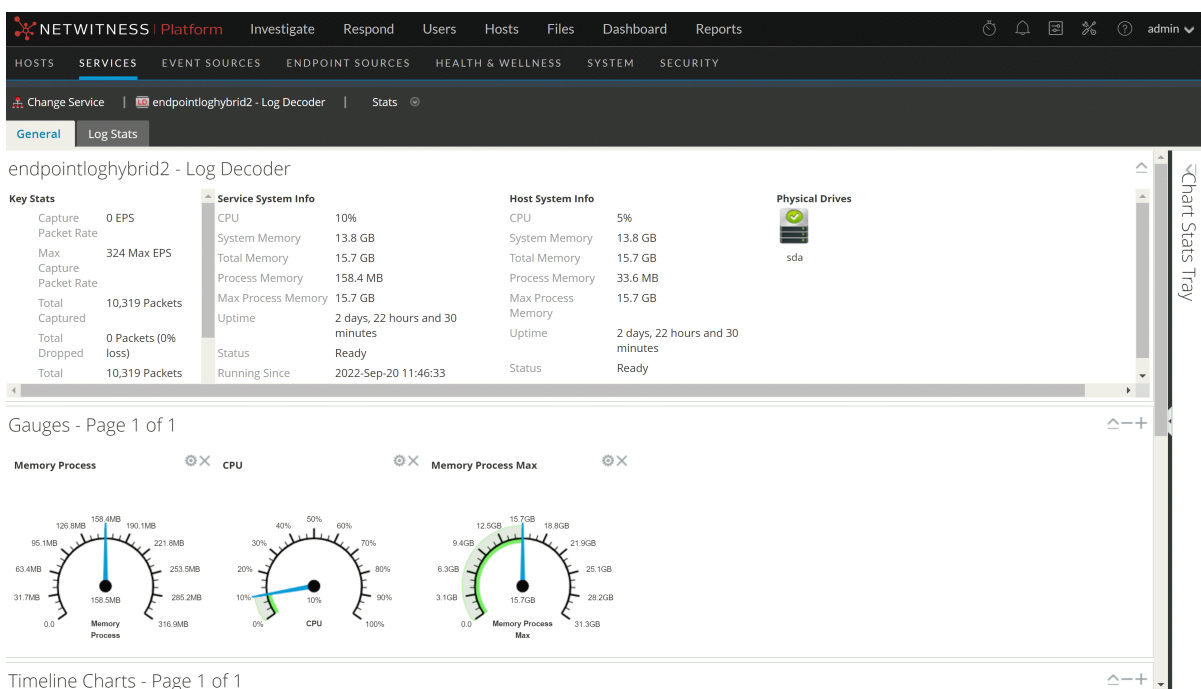 NETWITNESS | Platform Investigate Respond Users Hosts Files Dashboard Reports ? admin
HOSTS SERVICES EVENT SOURCES ENDPOINT SOURCES HEALTH & WELLNESS SYSTEM SECURITY
Change Service | LD endpointloghybrid2 - Log Decoder | Stats
General Log Stats
endpointloghybrid2 - Log Decoder
Key Stats
Capture 0 EPS
Packet Rate
Max 324 Max EPS
Capture
Packet Rate
Total 10,319 Packets
Captured
Total 0 Packets (0%
Dropped loss)
Total 10,319 Packets
Service System Info
CPU 10%
System Memory 13.8 GB
Total Memory 15.7 GB
Process Memory 158.4 MB
Max Process Memory 15.7 GB
Uptime 2 days, 22 hours and 30
minutes
Status Ready
Running Since 2022-Sep-20 11:46:33
Host System Info
CPU 5%
System Memory 13.8 GB
Total Memory 15.7 GB
Process Memory 33.6 MB
Max Process 15.7 GB
Memory
Uptime 2 days, 22 hours and 30
minutes
Status Ready
Physical Drives
sda
Chart Stats Tray
Gauges - Page 1 of 1
Memory Process
158.4MB
126.8MB 190.1MB
95.1MB 221.8MB
63.4MB 253.5MB
31.7MB 158.5MB 285.2MB
0.0 Memory 316.9MB
Process
CPU
50%
40% 60%
30% 70%
20% 80%
10% 10% 90%
0% CPU 100%
Memory Process Max
15.7GB
12.5GB 18.8GB
9.4GB 21.9GB
6.3GB 25.1GB
3.1GB 15.7GB 28.2GB
0.0 Memory Process 31.3GB
Max
Timeline Charts - Page 1 of 1